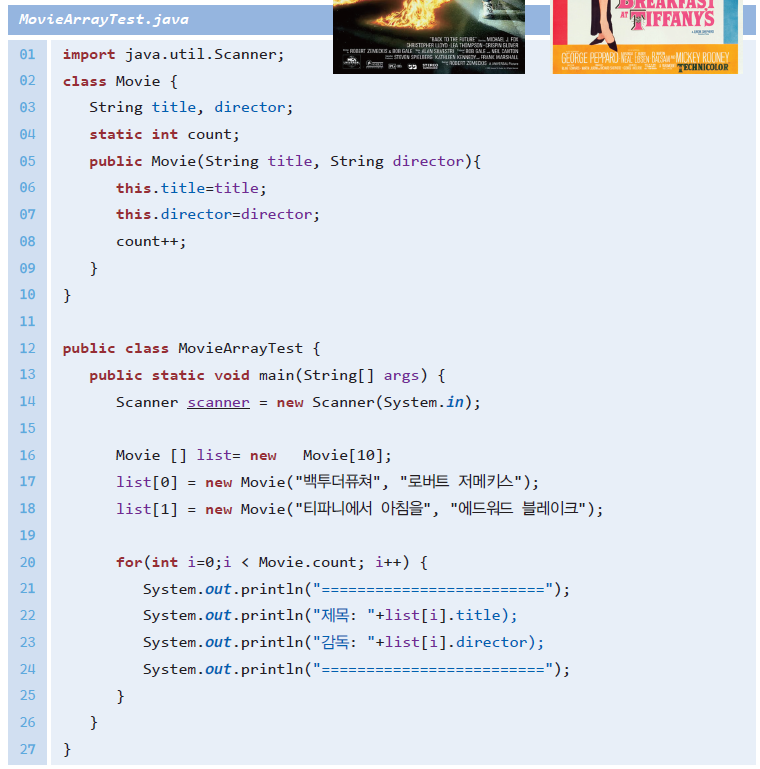 MovieArrayTest.java
BREAKFAST
AT TIFFANY'S
BACK TO THE FUTURE
MICHAEL J. FOX
CHRISTOPHER LLOYD · LEA THOMPSON · CRISPIN GLOVER
ROBERT ZEMECKIS & BOB GALE
ALAN SILVESTRI
BOB GALE
NEIL CANTON
STEVEN SPIELBERG
KATHLEEN KENNEDY
FRANK MARSHALL
ROBERT ZEMECKIS
GEORGE PEPPARD
NEAL
EBSEN
BALSAM
MICKEY ROONEY
TECHNICOLOR
01 import java.util.Scanner;
02 class Movie {
03 String title, director;
04 static int count;
05 public Movie(String title, String director){
06 this.title=title;
07 this.director=director;
08 count++;
09 }
10 }
11
12 public class MovieArrayTest {
13 public static void main(String[] args) {
14 Scanner scanner = new Scanner(System.in);
15
16 Movie [] list= new Movie[10];
17 list[0] = new Movie("백투더퓨쳐", "로버트 저메키스");
18 list[1] = new Movie("티파니에서 아침을", "에드워드 블레이크");
19
20 for(int i=0;i < Movie.count; i++) {
21 System.out.println("=========================");
22 System.out.println("제목: "+list[i].title);
23 System.out.println("감독: "+list[i].director);
24 System.out.println("=========================");
25 }
26 }
27 }